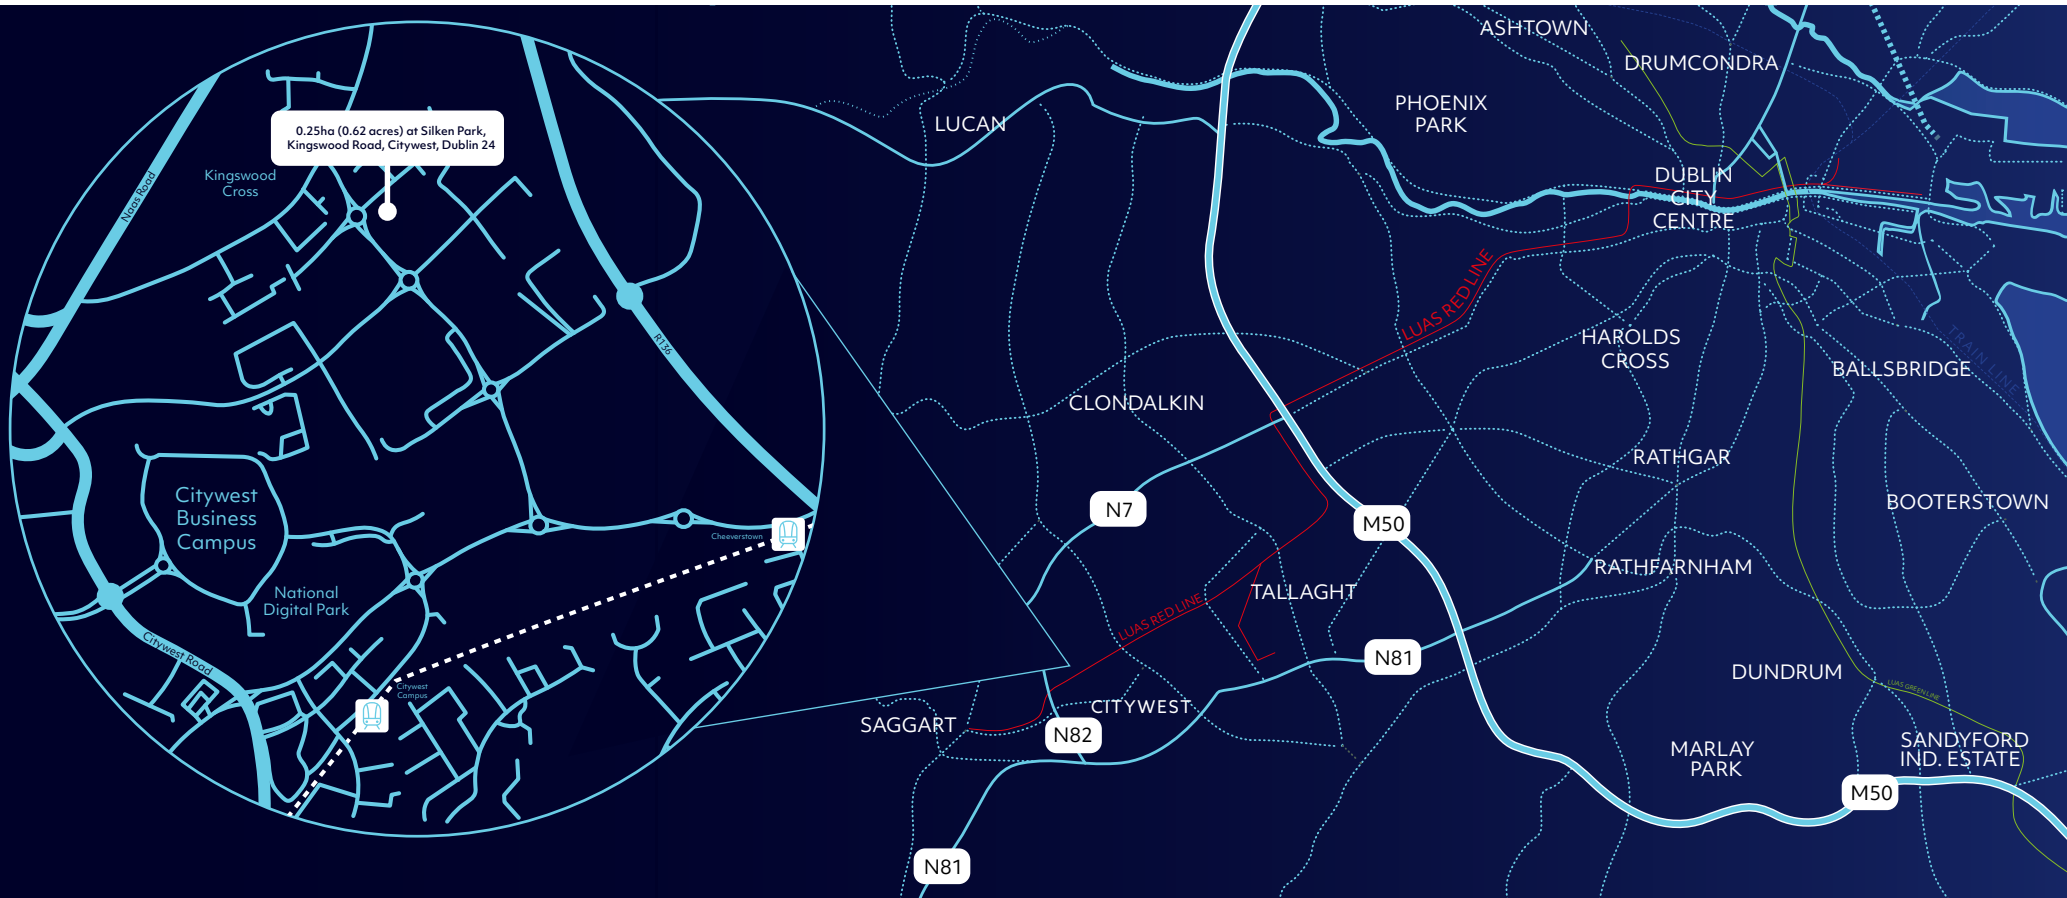 0.25ha (0.62 acres) at Silken Park,
Kingswood Road, Citywest, Dublin 24
Kingswood
Cross
Naas Road
R136
Citywest
Business
Campus
National
Digital Park
Cheeverstown
Citywest Road
Citywest
Campus
ASHTOWN
DRUMCONDRA
PHOENIX
PARK
LUCAN
DUBLIN
CITY
CENTRE
LUAS RED LINE
HAROLDS
CROSS
TRAIN LINE
BALLSBRIDGE
CLONDALKIN
RATHGAR
BOOTERSTOWN
N7
M50
RATHFARNHAM
TALLAGHT
LUAS RED LINE
N81
DUNDRUM
LUAS GREEN LINE
CITYWEST
SAGGART
N82
SANDYFORD
IND. ESTATE
MARLAY
PARK
M50
N81